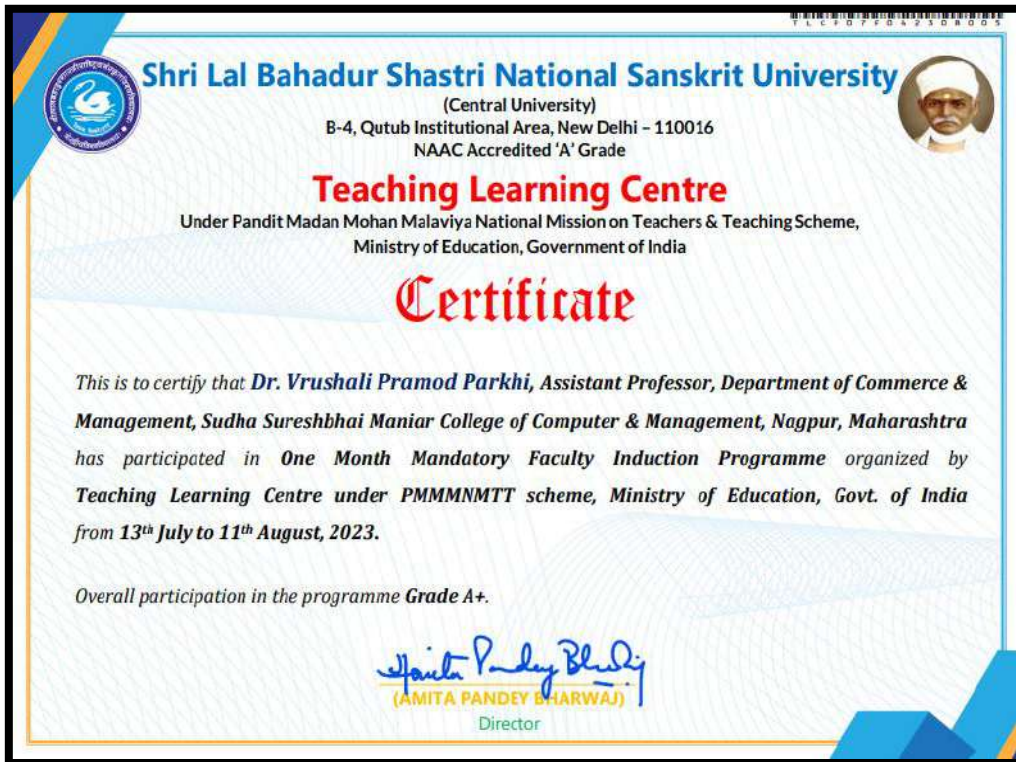 TLCFD7F04230B005
Shri Lal Bahadur Shastri National Sanskrit University
(Central University)
B-4, Qutub Institutional Area, New Delhi – 110016
NAAC Accredited 'A' Grade
Teaching Learning Centre
Under Pandit Madan Mohan Malaviya National Mission on Teachers & Teaching Scheme,
Ministry of Education, Government of India
Certificate
This is to certify that Dr. Vrushali Pramod Parkhi, Assistant Professor, Department of Commerce &
Management, Sudha Sureshbhai Maniar College of Computer & Management, Nagpur, Maharashtra
has participated in One Month Mandatory Faculty Induction Programme organized by
Teaching Learning Centre under PMMMNMTT scheme, Ministry of Education, Govt. of India
from 13th July to 11th August, 2023.
Overall participation in the programme Grade A+.
(AMITA PANDEY BHARWAJ)
Director